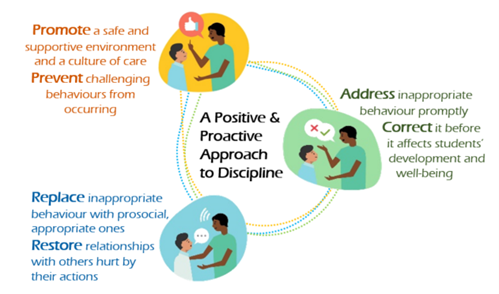 Promote a safe and
supportive environment
and a culture of care
Prevent challenging
behaviours from
occurring
A Positive &
Proactive
Approach
to Discipline
Address inappropriate
behaviour promptly
Correct it before
it affects students'
development and
well-being
Replace inappropriate
behaviour with prosocial,
appropriate ones
Restore relationships
with others hurt by
their actions